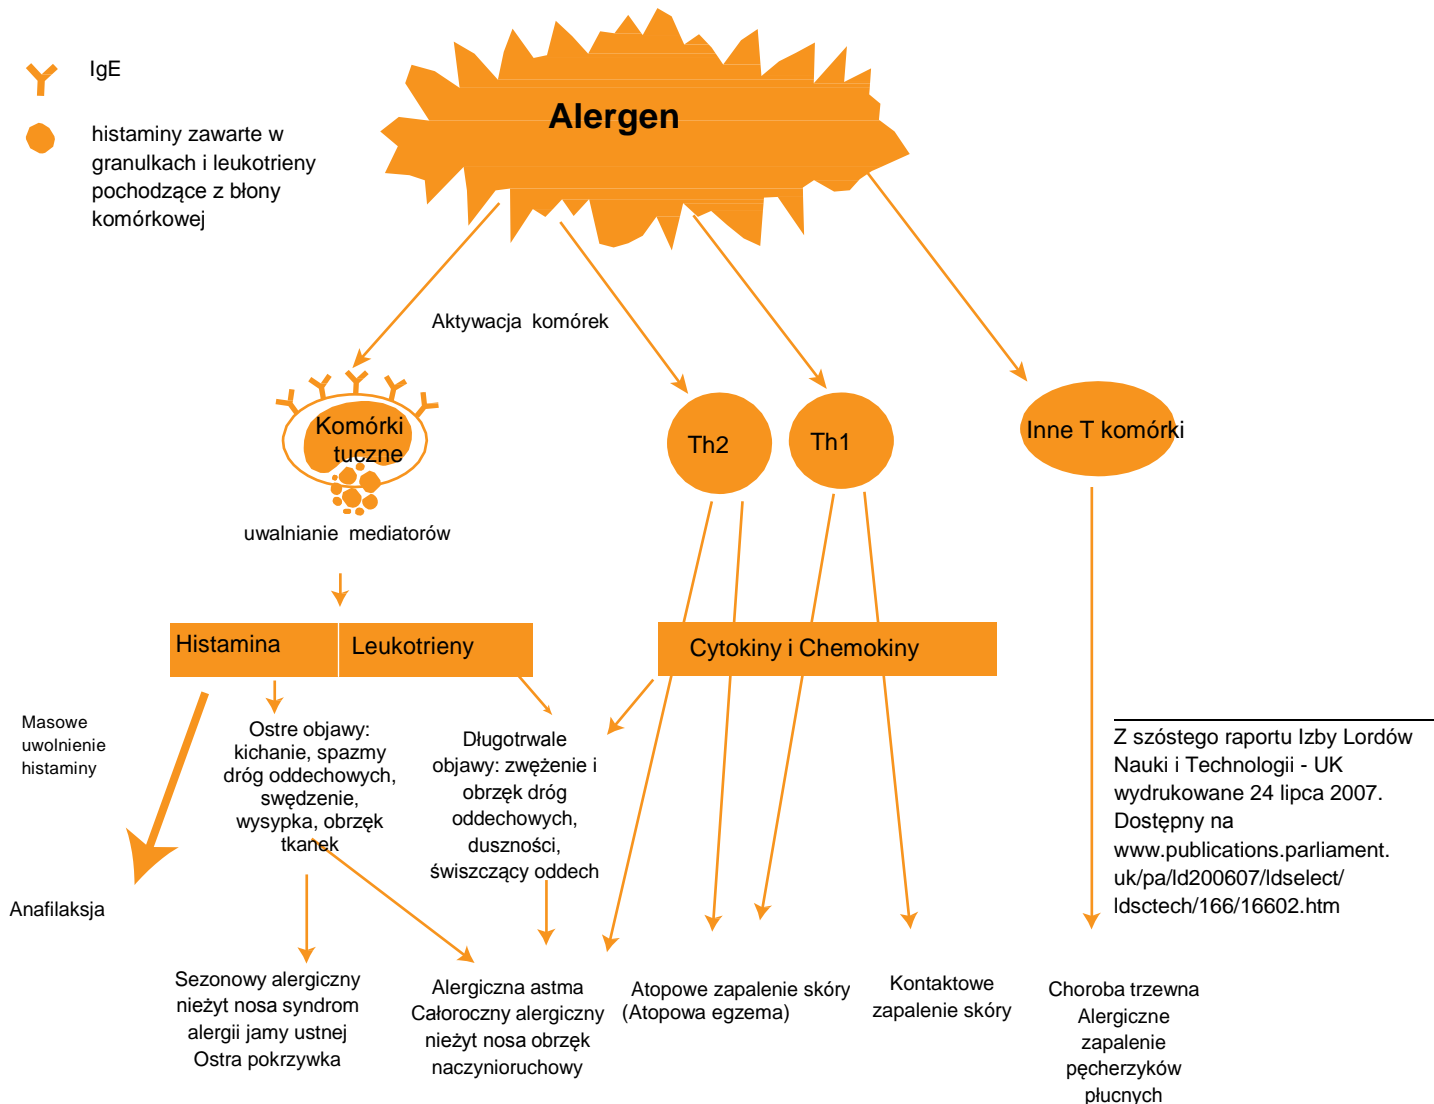 IgE
histaminy zawarte w
granulkach i leukotrieny
pochodzące z błony
komórkowej
Alergen
Aktywacja komórek
Komórki
tuczne
Th2
Th1
Inne T komórki
uwalnianie mediatorów
Histamina
Leukotrieny
Cytokiny i Chemokiny
Masowe
uwolnienie
histaminy
Ostre objawy:
kichanie, spazmy
dróg oddechowych,
swędzenie,
wysypka, obrzęk
tkanek
Długotrwale
objawy: zwężenie i
obrzęk dróg
oddechowych,
duszności,
świszczący oddech
Z szóstego raportu Izby Lordów
Nauki i Technologii - UK
wydrukowane 24 lipca 2007.
Dostępny na
www.publications.parliament.
uk/pa/ld200607/ldselect/
ldsctech/166/16602.htm
Anafilaksja
Sezonowy alergiczny
nieżyt nosa syndrom
alergii jamy ustnej
Ostra pokrzywka
Alergiczna astma
Całoroczny alergiczny
nieżyt nosa obrzęk
naczynioruchowy
Atopowe zapalenie skóry
(Atopowa egzema)
Kontaktowe
zapalenie skóry
Choroba trzewna
Alergiczne
zapalenie
pęcherzyków
płucnych